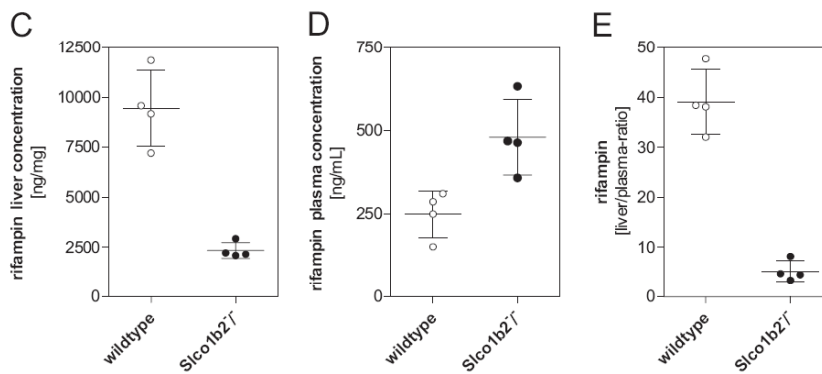 C
rifampin liver concentration
[ng/mg]
12500
10000
7500
5000
2500
0
wildtype
Slco1b2-/-
D
rifampin plasma concentration
[ng/mL]
750
500
250
0
wildtype
Slco1b2-/-
E
rifampin
[liver/plasma-ratio]
50
40
30
20
10
0
wildtype
Slco1b2-/-